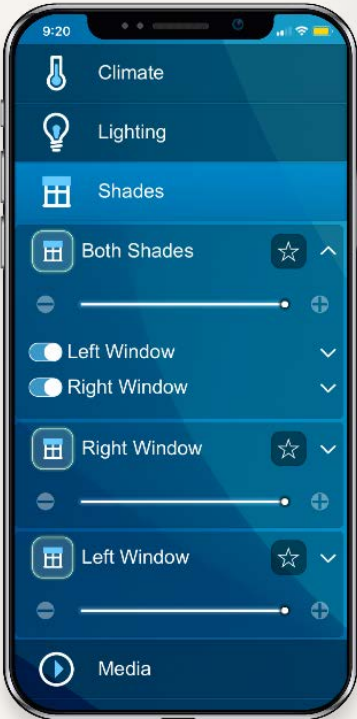 9:20
Climate
Lighting
Shades
Both Shades
Left Window
Right Window
Right Window
Left Window
Media